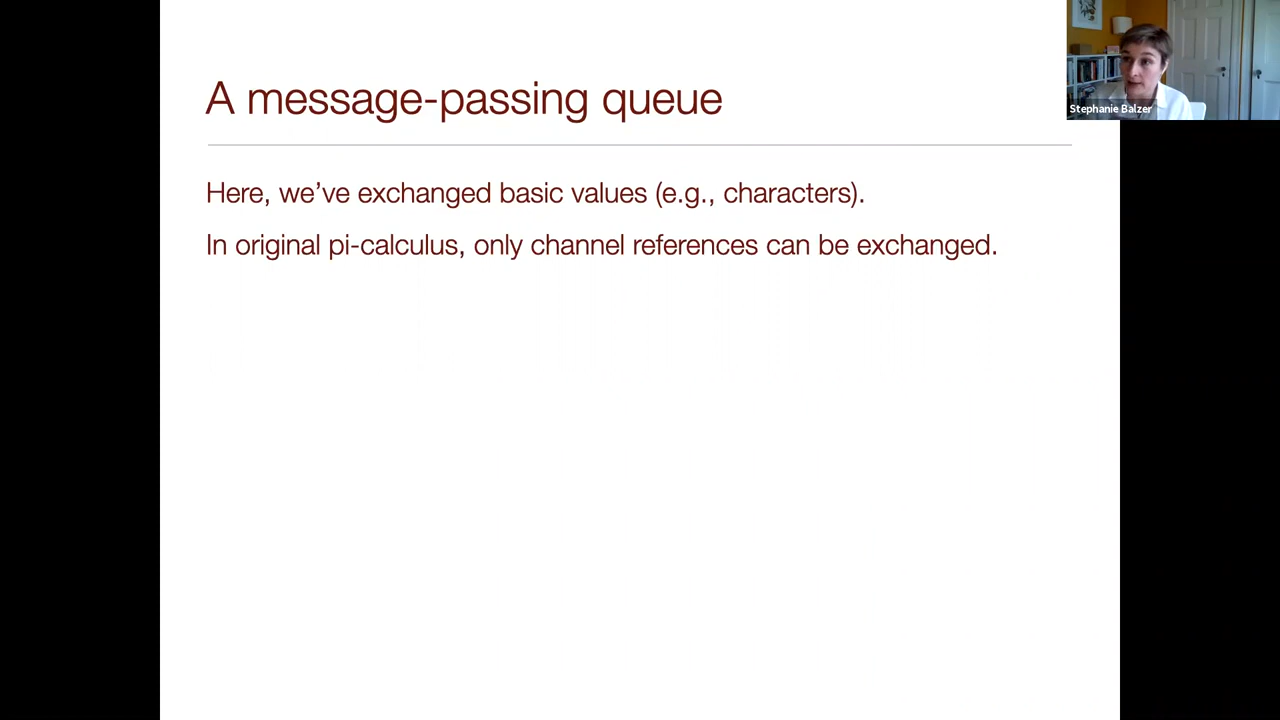 A message-passing queue
Stephanie Balzer
Here, we've exchanged basic values (e.g., characters).
In original pi-calculus, only channel references can be exchanged.